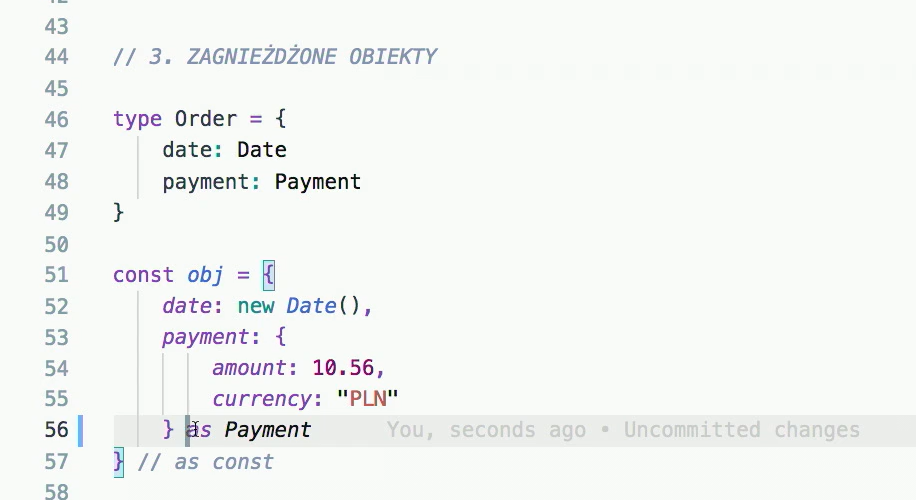 42
43
44 // 3. ZAGNIEŻDŻONE OBIEKTY
45
46 type Order = {
47 date: Date
48 payment: Payment
49 }
50
51 const obj = {
52 date: new Date(),
53 payment: {
54 amount: 10.56,
55 currency: "PLN"
56 } as Payment You, seconds ago • Uncommitted changes
57 } // as const
58